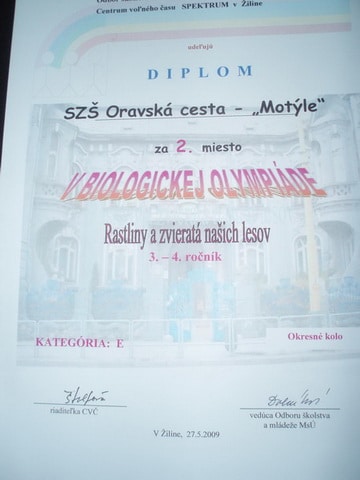 Centrum voľného času SPEKTRUM v Žiline
udeľujú
DIPLOM
SZŠ Oravská cesta – „Motýle“
za 2. miesto
V BIOLOGICKEJ OLYMPIÁDE
Rastliny a zvieratá našich lesov
3. – 4. ročník
KATEGÓRIA: E
Okresné kolo
riaditeľka CVČ
vedúca Odboru školstva
a mládeže MsÚ
V Žiline, 27.5.2009